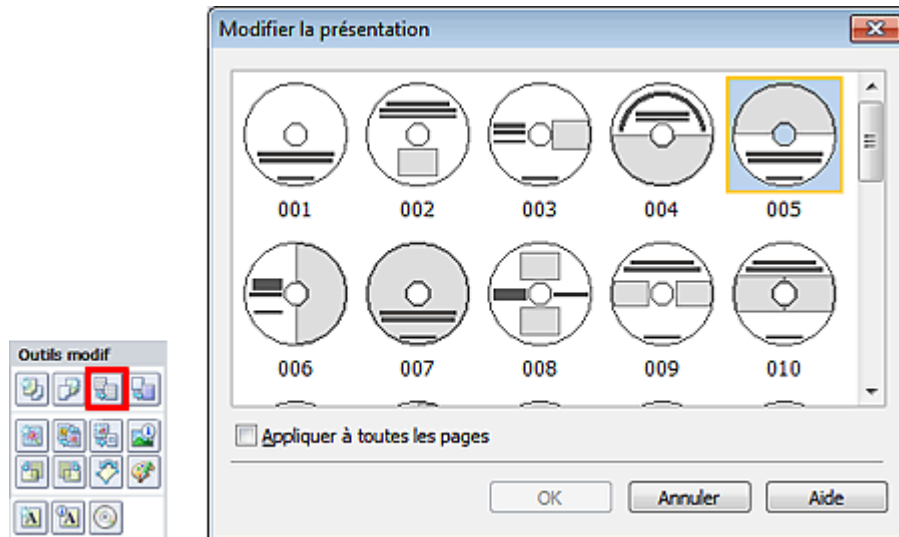 Modifier la présentation
001 002 003 004 005
006 007 008 009 010
Appliquer à toutes les pages
OK Annuler Aide
Outils modif